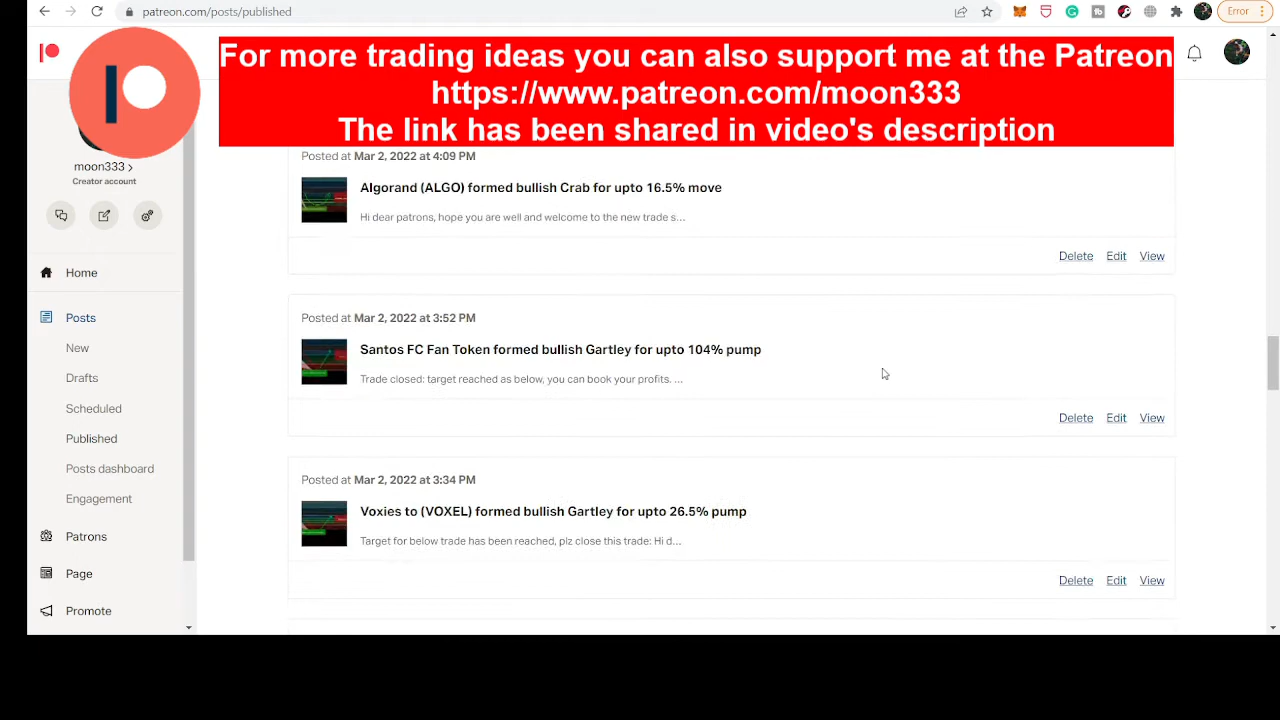 patreon.com/posts/published
Error
For more trading ideas you can also support me at the Patreon
https://www.patreon.com/moon333
The link has been shared in video's description
moon333
Creator account
Home
Posts
New
Drafts
Scheduled
Published
Posts dashboard
Engagement
Patrons
Page
Promote
Posted at Mar 2, 2022 at 4:09 PM
Algorand (ALGO) formed bullish Crab for upto 16.5% move
Hi dear patrons, hope you are well and welcome to the new trade s...
Delete Edit View
Posted at Mar 2, 2022 at 3:52 PM
Santos FC Fan Token formed bullish Gartley for upto 104% pump
Trade closed: target reached as below, you can book your profits. ...
Delete Edit View
Posted at Mar 2, 2022 at 3:34 PM
Voxies to (VOXEL) formed bullish Gartley for upto 26.5% pump
Target for below trade has been reached, plz close this trade: Hi d...
Delete Edit View